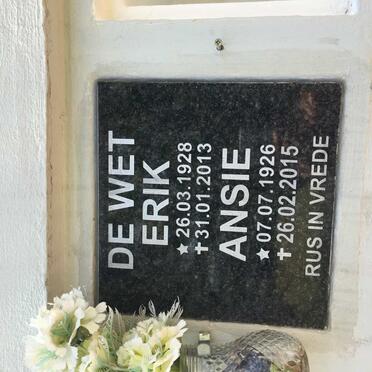 DE WET
ERIK
★ 26.03.1928
✝ 31.01.2013
ANSIE
★ 07.07.1926
✝ 26.02.2015
RUS IN VREDE